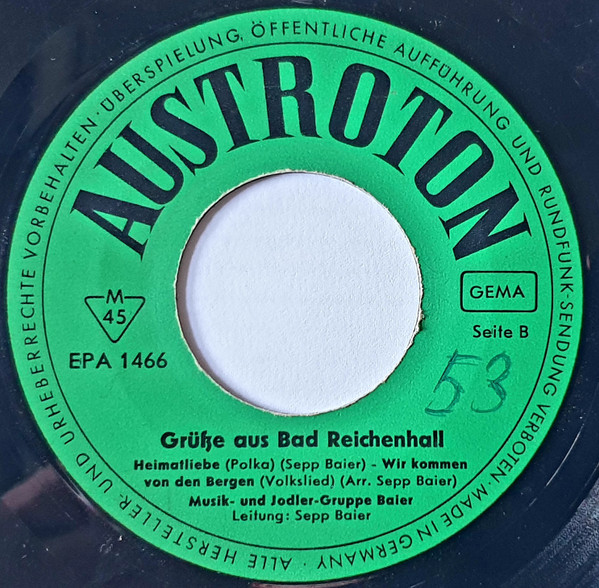 ALLE HERSTELLER- UND URHEBERRECHTE VORBEHALTEN · ÜBERSPIELUNG, ÖFFENTLICHE AUFFÜHRUNG UND RUNDFUNK-SENDUNG VERBOTEN · MADE IN GERMANY ·
AUSTROTON
M
45
EPA 1466
GEMA
Seite B
53
Grüße aus Bad Reichenhall
Heimatliebe (Polka) (Sepp Baier) - Wir kommen
von den Bergen (Volkslied) (Arr. Sepp Baier)
Musik- und Jodler-Gruppe Baier
Leitung: Sepp Baier